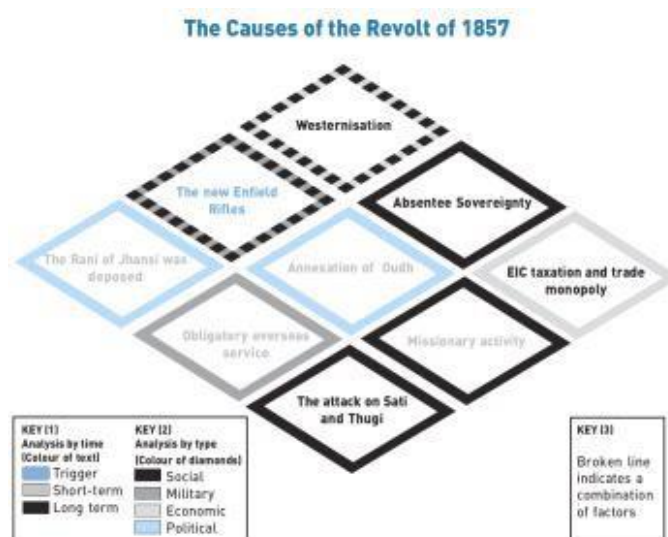 The Causes of the Revolt of 1857
Westernisation
The new Enfield
Rifles
Absentee Sovereignty
The Rani of Jhansi was
deposed
Annexation of Oudh
EIC taxation and trade
monopoly
Obligatory overseas
service
Missionary activity
The attack on Sati
and Thugi
KEY (1)
Analysis by time
(Colour of text)
Trigger
Short-term
Long term
KEY (2)
Analysis by type
(Colour of diamonds)
Social
Military
Economic
Political
KEY (3)
Broken line
indicates a
combination
of factors